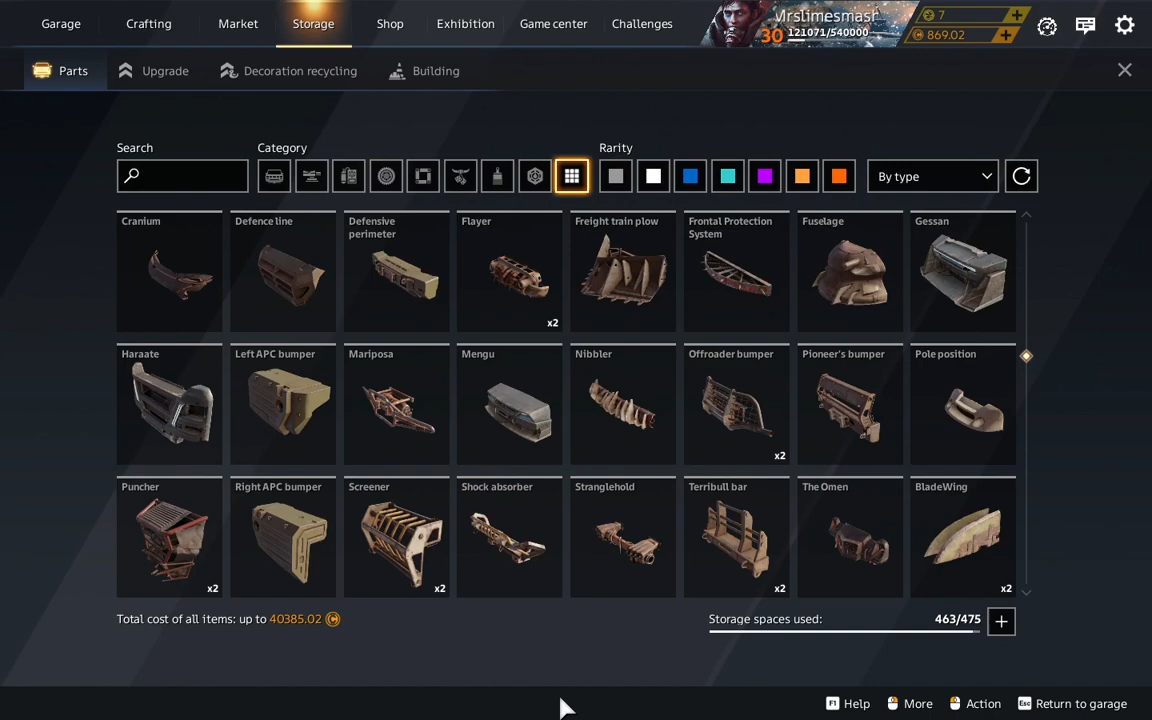 Garage Crafting Market Storage Shop Exhibition Game center Challenges
30 121071/540000
7
869.02
Parts Upgrade Decoration recycling Building
Search Category Rarity
By type
Cranium Defence line Defensive perimeter Flayer Freight train plow Frontal Protection System Fuselage Gessan
x2
Haraate Left APC bumper Mariposa Mengu Nibbler Offroader bumper Pioneer's bumper Pole position
x2
Puncher Right APC bumper Screener Shock absorber Stranglehold Terribull bar The Omen BladeWing
x2 x2 x2 x2
Total cost of all items: up to 40385.02 Storage spaces used: 463/475
F1 Help More Action Esc Return to garage